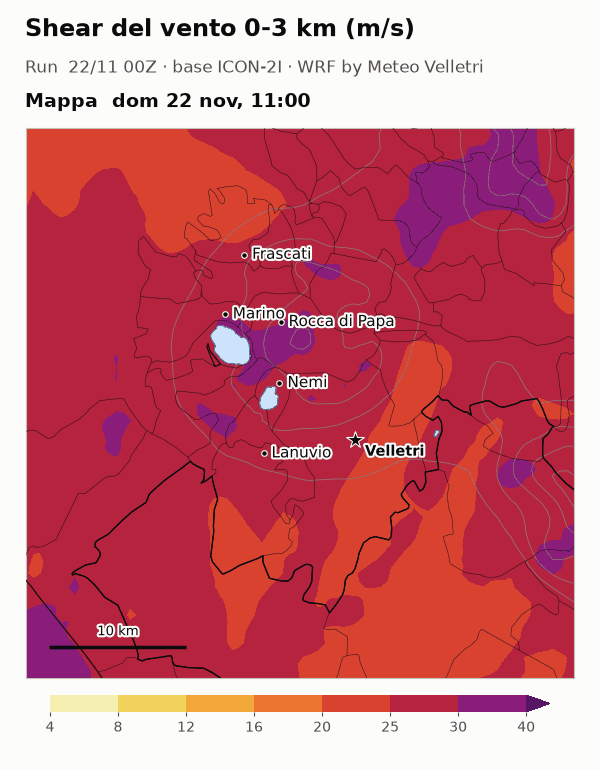 Shear del vento 0-3 km (m/s)
Run 22/11 00Z · base ICON-2I · WRF by Meteo Velletri
Mappa dom 22 nov, 11:00
Frascati
Marino
Rocca di Papa
Nemi
Velletri
Lanuvio
10 km
4 8 12 16 20 25 30 40